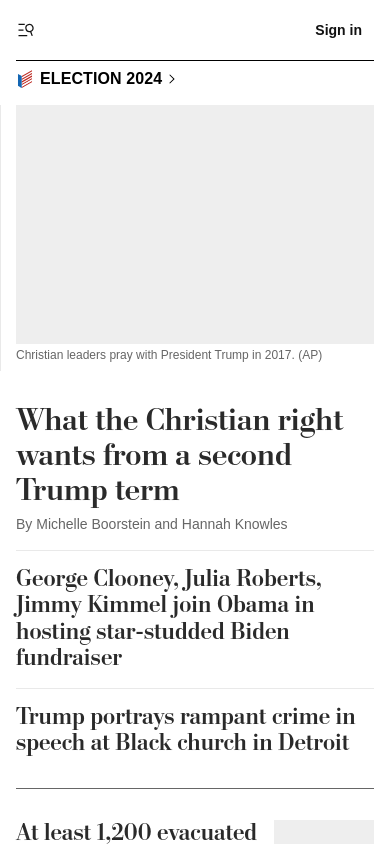 Sign in
ELECTION 2024
Christian leaders pray with President Trump in 2017. (AP)
What the Christian right
wants from a second
Trump term
By Michelle Boorstein and Hannah Knowles
George Clooney, Julia Roberts,
Jimmy Kimmel join Obama in
hosting star-studded Biden
fundraiser
Trump portrays rampant crime in
speech at Black church in Detroit
At least 1,200 evacuated